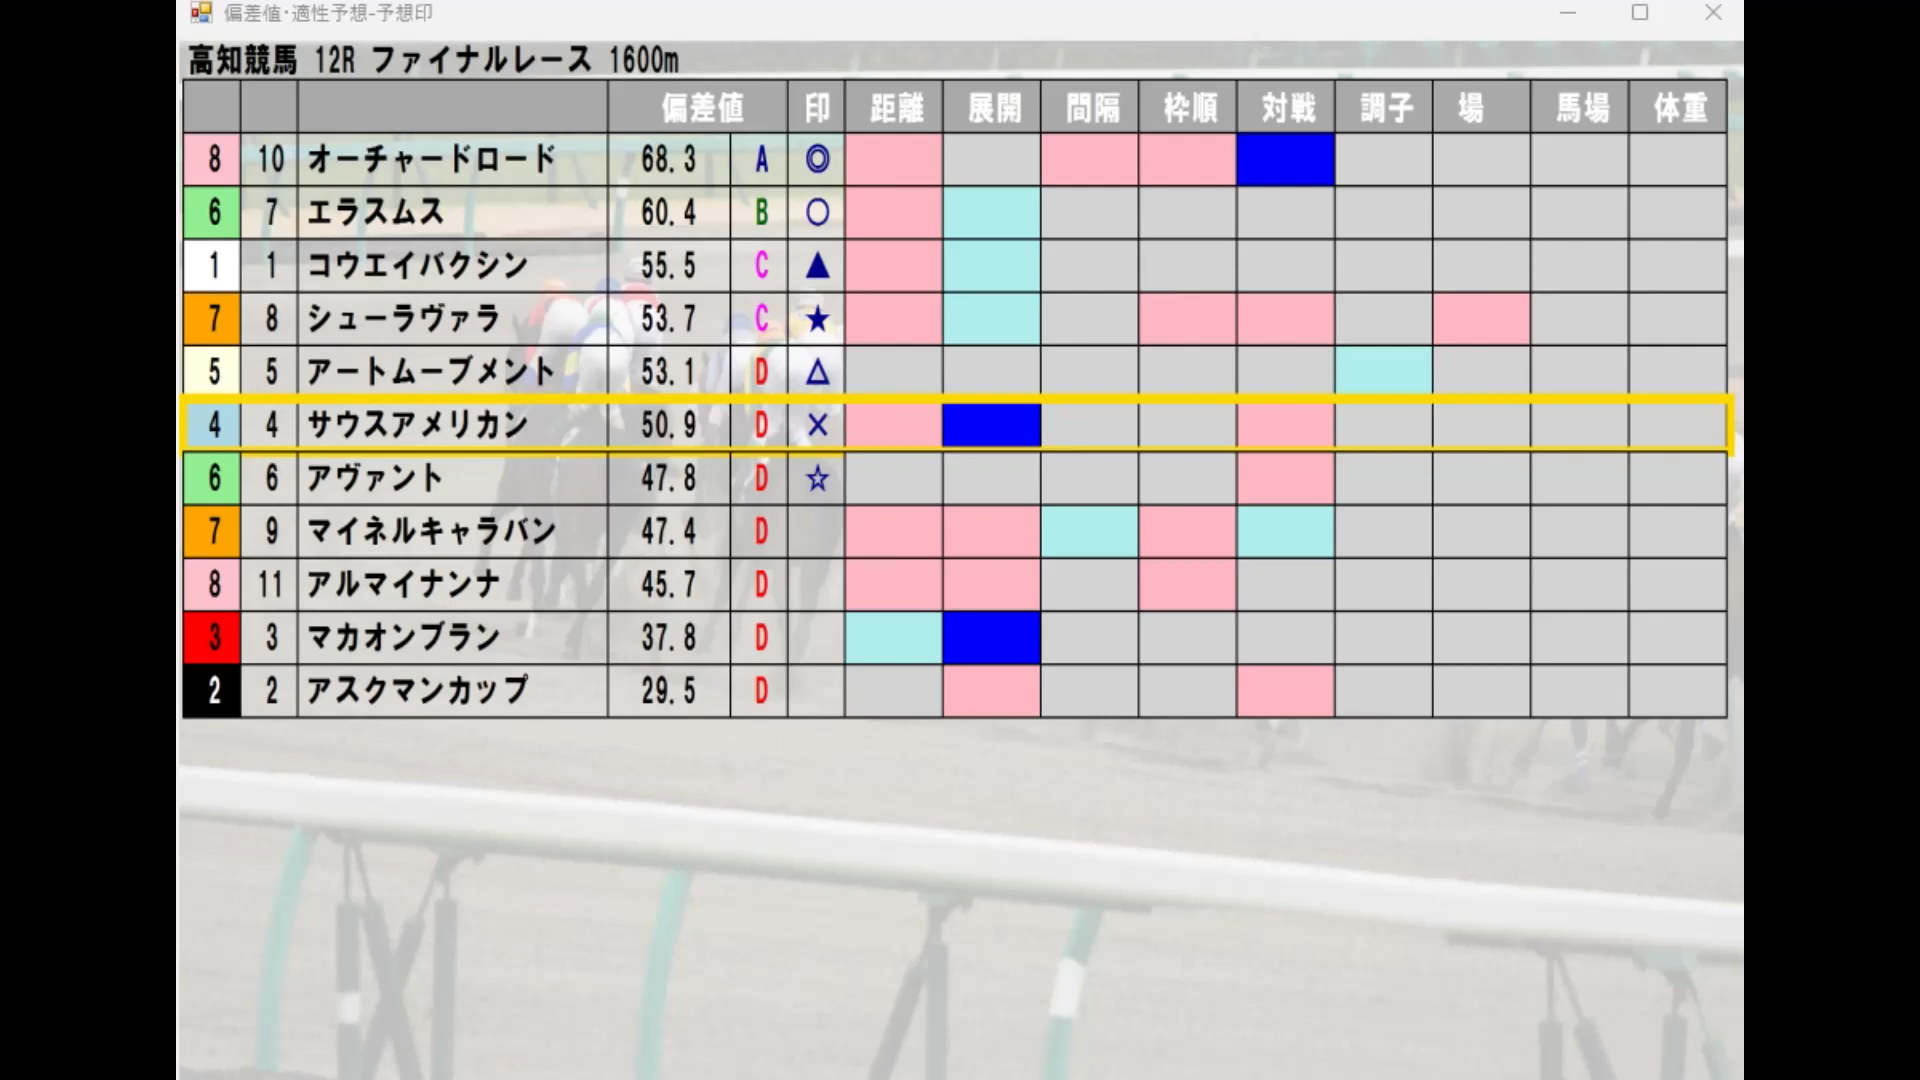 偏差値・適性予想-予想印
高知競馬 12R ファイナルレース 1600m
偏差値 印 距離 展開 間隔 枠順 対戦 調子 場 馬場 体重
8 10 オーチャードロード 68.3 A ◎
6 7 エラスムス 60.4 B ○
1 1 コウエイバクシン 55.5 C ▲
7 8 シューラヴァラ 53.7 C ★
5 5 アートムーブメント 53.1 D △
4 4 サウスアメリカン 50.9 D ×
6 6 アヴァント 47.8 D ☆
7 9 マイネルキャラバン 47.4 D
8 11 アルマイナンナ 45.7 D
3 3 マカオンブラン 37.8 D
2 2 アスクマンカップ 29.5 D